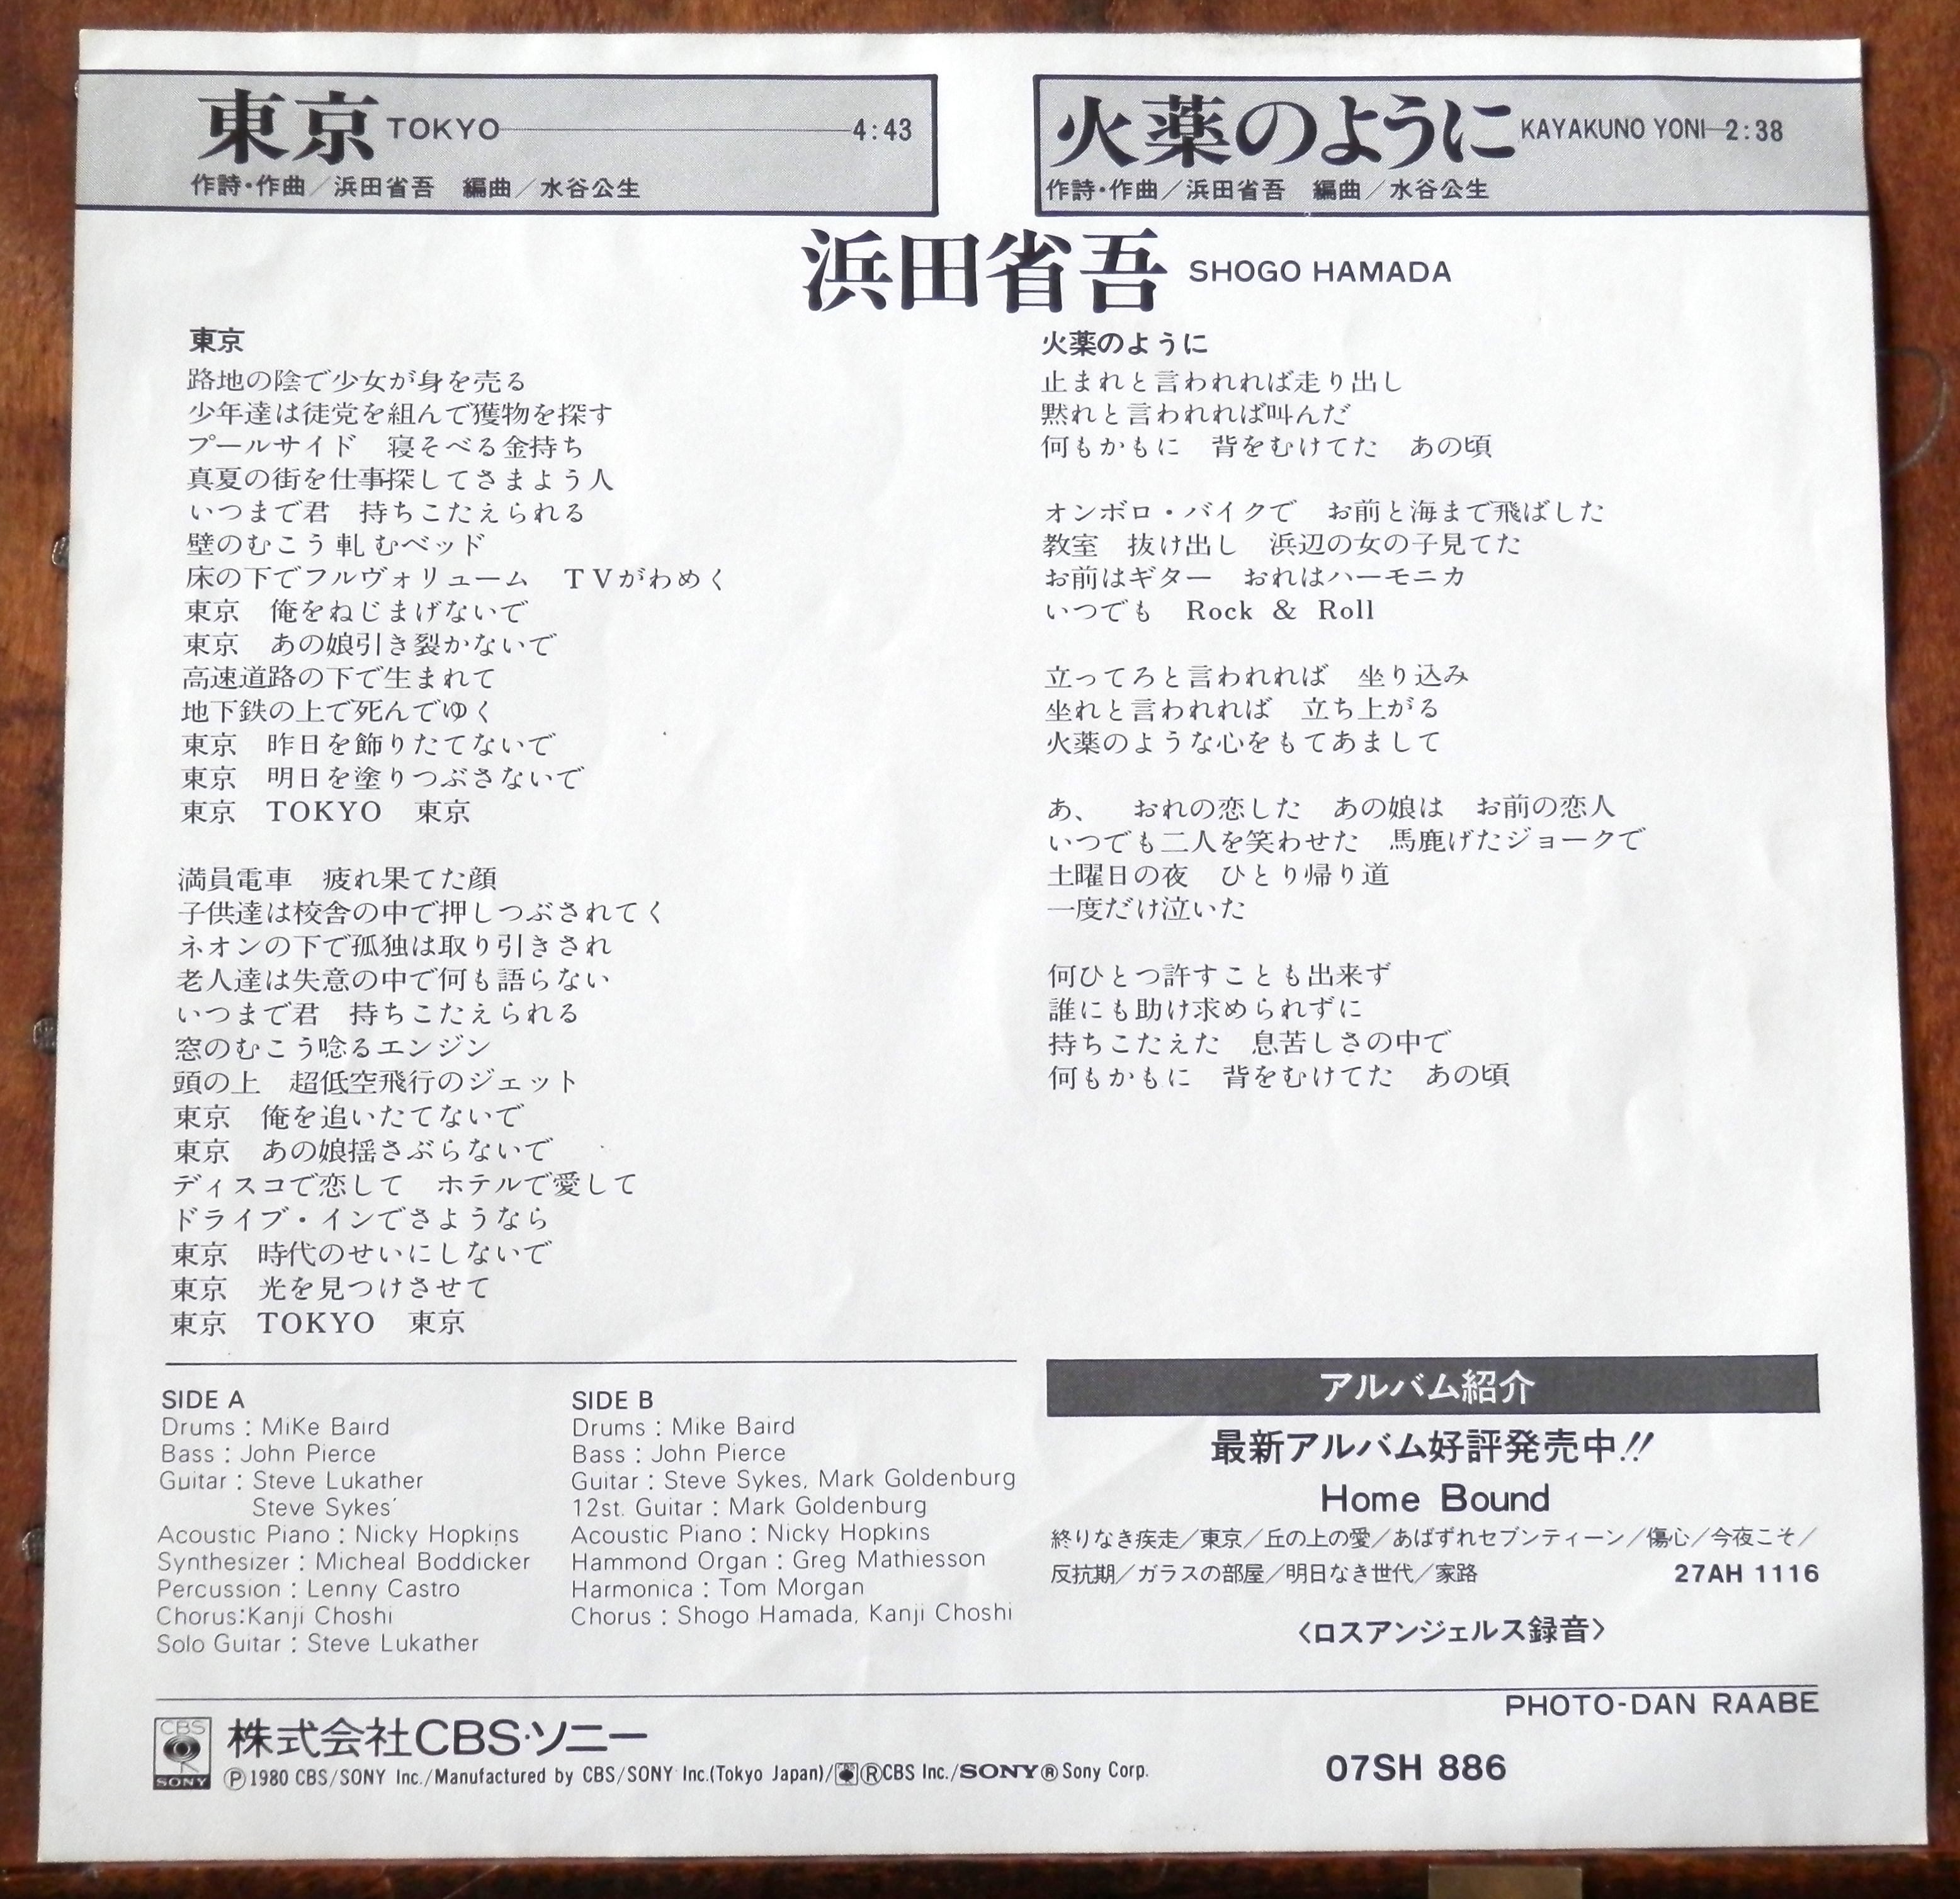 東京 TOKYO 4:43
作詩・作曲／浜田省吾 編曲／水谷公生
火薬のように KAYAKUNO YONI 2:38
作詩・作曲／浜田省吾 編曲／水谷公生
浜田省吾 SHOGO HAMADA
東京
路地の陰で少女が身を売る
少年達は徒党を組んで獲物を探す
プールサイド 寝そべる金持ち
真夏の街を仕事探してさまよう人
いつまで君 持ちこたえられる
壁のむこう軋むベッド
床の下でフルヴォリューム TVがわめく
東京 俺をねじまげないで
東京 あの娘引き裂かないで
高速道路の下で生まれて
地下鉄の上で死んでゆく
東京 昨日を飾りたてないで
東京 明日を塗りつぶさないで
東京 TOKYO 東京
満員電車 疲れ果てた顔
子供達は校舎の中で押しつぶされてく
ネオンの下で孤独は取り引きされ
老人達は失意の中で何も語らない
いつまで君 持ちこたえられる
窓のむこう唸るエンジン
頭の上 超低空飛行のジェット
東京 俺を追いたてないで
東京 あの娘揺さぶらないで
ディスコで恋して ホテルで愛して
ドライブ・インでさようなら
東京 時代のせいにしないで
東京 光を見つけさせて
東京 TOKYO 東京
火薬のように
止まれと言われれば走り出し
黙れと言われれば叫んだ
何もかもに 背をむけてた あの頃
オンボロ・バイクで お前と海まで飛ばした
教室 抜け出し 浜辺の女の子見てた
お前はギター おれはハーモニカ
いつでも Rock & Roll
立ってろと言われれば 坐り込み
坐れと言われれば 立ち上がる
火薬のような心をもてあまして
あ、 おれの恋した あの娘は お前の恋人
いつでも二人を笑わせた 馬鹿げたジョークで
土曜日の夜 ひとり帰り道
一度だけ泣いた
何ひとつ許すことも出来ず
誰にも助け求められずに
持ちこたえた 息苦しさの中で
何もかもに 背をむけてた あの頃
SIDE A
Drums : MiKe Baird
Bass : John Pierce
Guitar : Steve Lukather
Steve Sykes'
Acoustic Piano : Nicky Hopkins
Synthesizer : Micheal Boddicker
Percussion : Lenny Castro
Chorus:Kanji Choshi
Solo Guitar : Steve Lukather
SIDE B
Drums : Mike Baird
Bass : John Pierce
Guitar : Steve Sykes, Mark Goldenburg
12st. Guitar : Mark Goldenburg
Acoustic Piano : Nicky Hopkins
Hammond Organ : Greg Mathiesson
Harmonica : Tom Morgan
Chorus : Shogo Hamada, Kanji Choshi
アルバム紹介
最新アルバム好評発売中!!
Home Bound
終りなき疾走／東京／丘の上の愛／あばずれセブンティーン／傷心／今夜こそ／
反抗期／ガラスの部屋／明日なき世代／家路 27AH 1116
〈ロスアンジェルス録音〉
PHOTO-DAN RAABE
CBS
SONY
株式会社CBS・ソニー
Ⓟ1980 CBS/SONY Inc./Manufactured by CBS/SONY Inc.(Tokyo Japan)/ⓇCBS Inc./SONYⓇSony Corp.
07SH 886